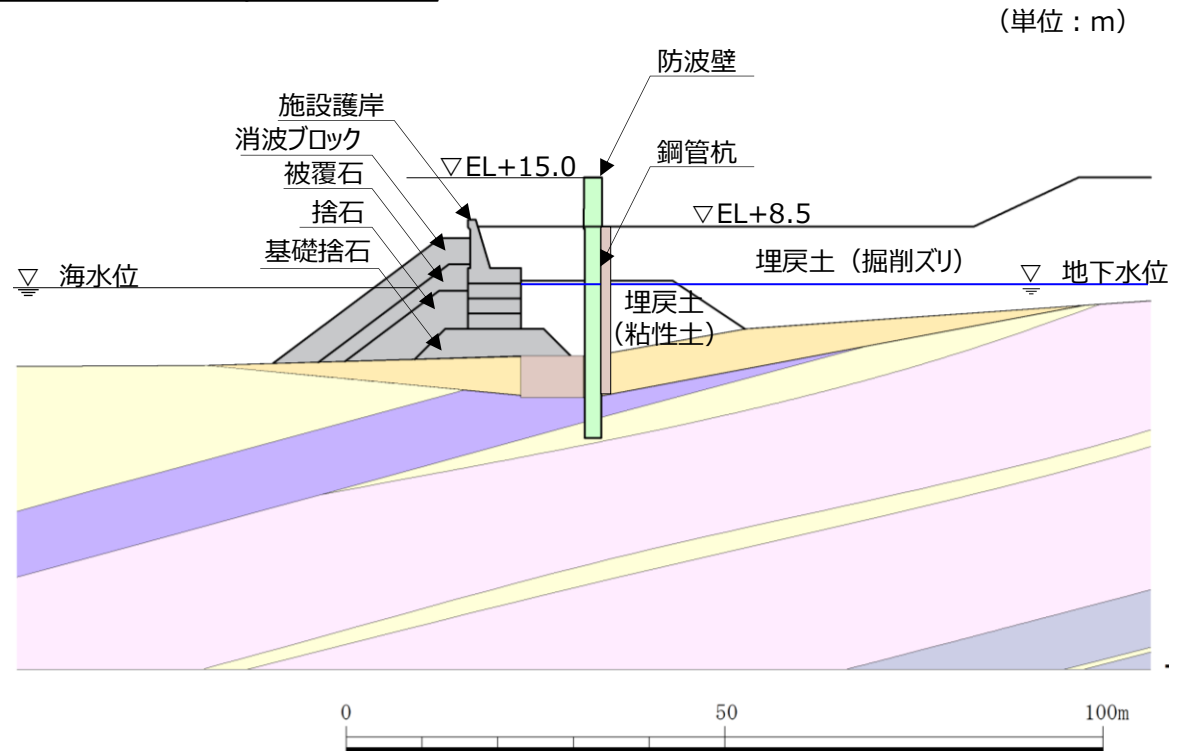 （単位：m）
防波壁
施設護岸
消波ブロック
▽EL+15.0
鋼管杭
被覆石
捨石
▽EL+8.5
基礎捨石
埋戻土（掘削ズリ）
▽ 海水位
▽ 地下水位
埋戻土
（粘性土）
0 50 100m